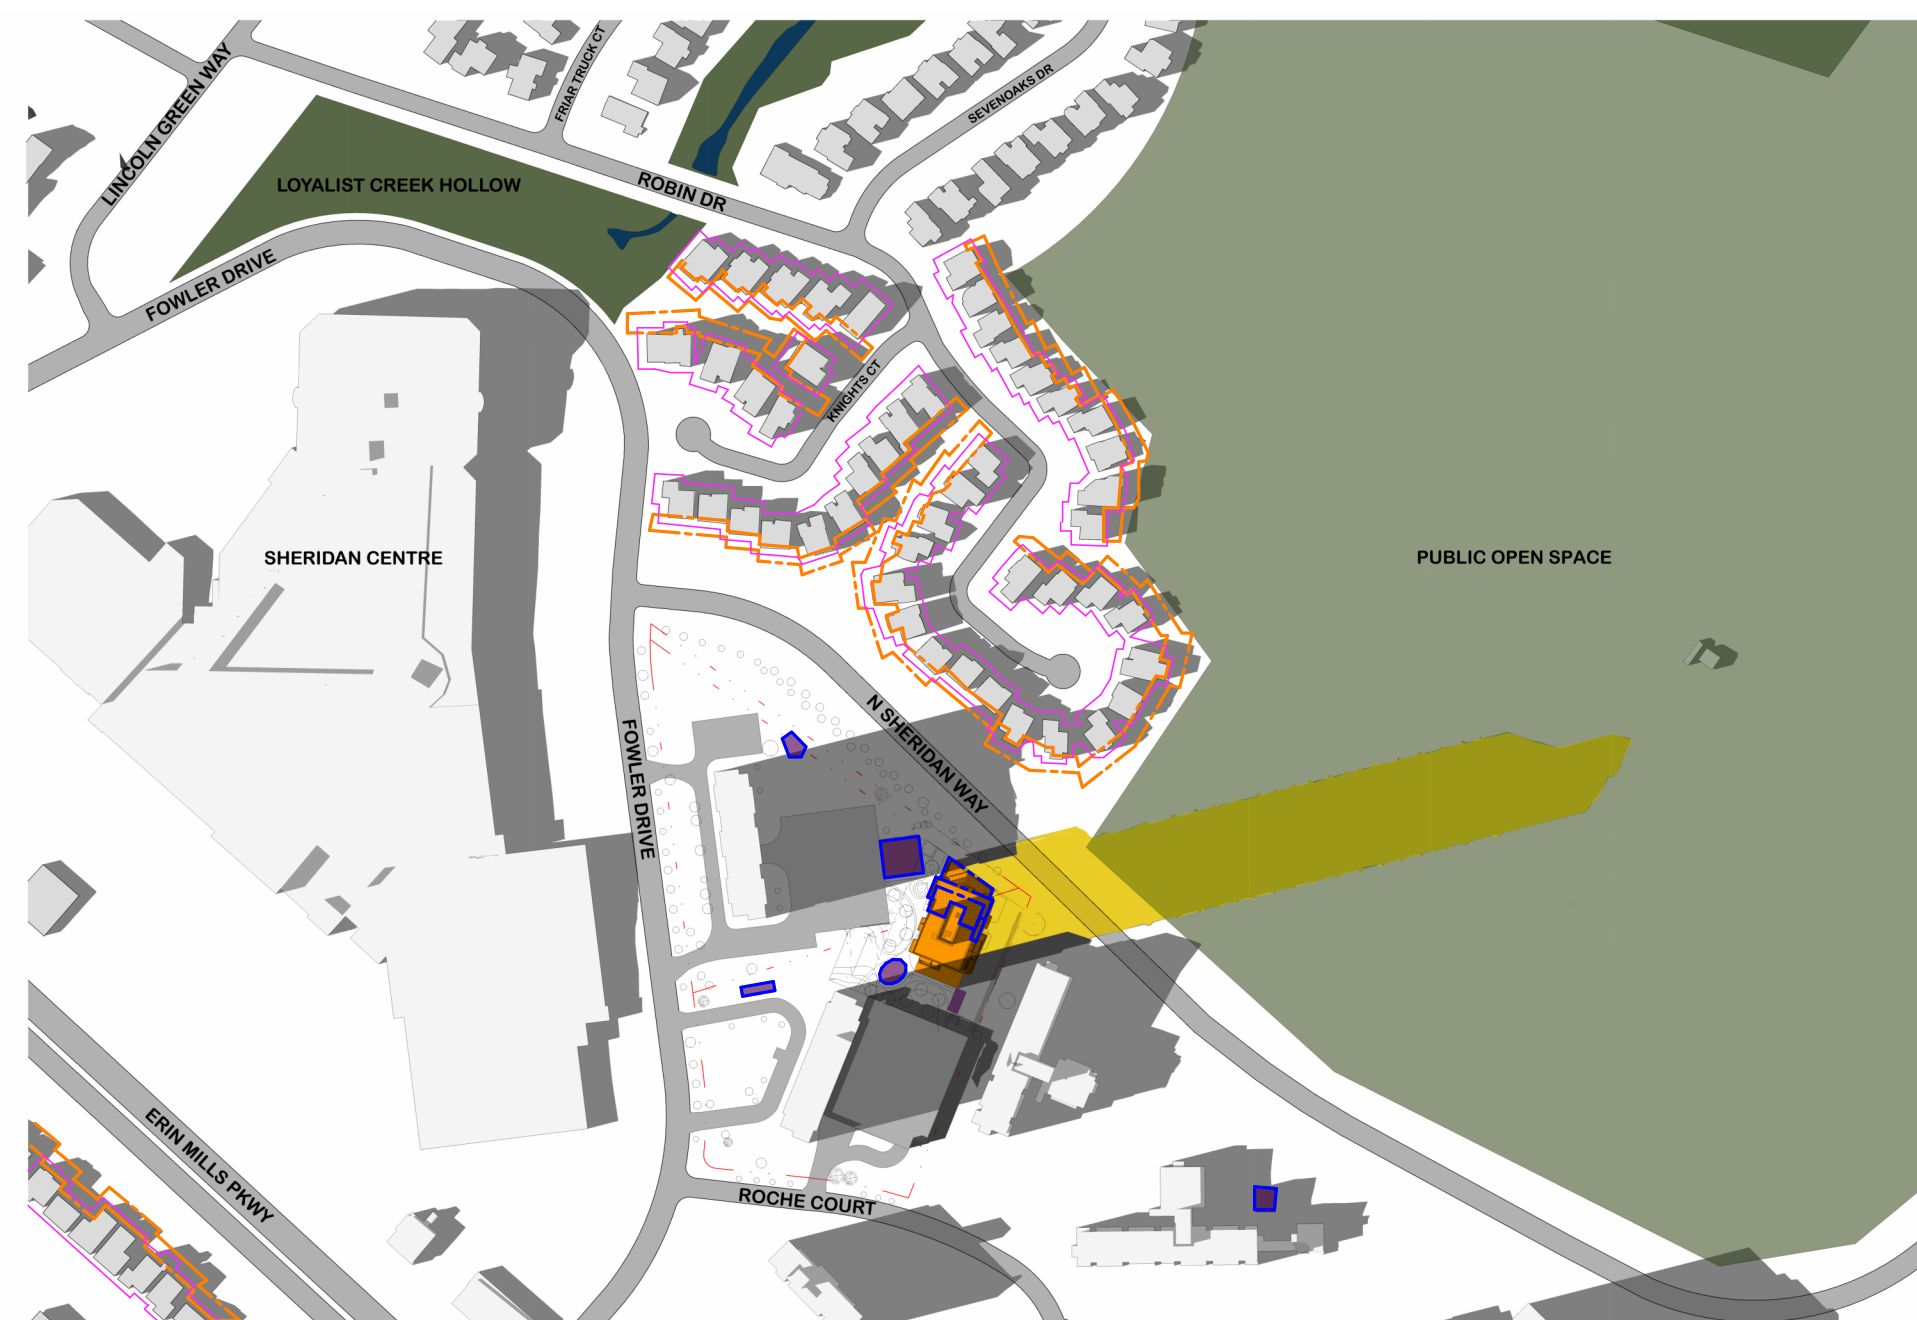 FRIAR TRUCK CT
LINCOLN GREEN WAY
SEVENOAKS DR
LOYALIST CREEK HOLLOW
ROBIN DR
FOWLER DRIVE
KNIGHTS CT
SHERIDAN CENTRE
PUBLIC OPEN SPACE
N SHERIDAN WAY
FOWLER DRIVE
ERIN MILLS PKWY
ROCHE COURT